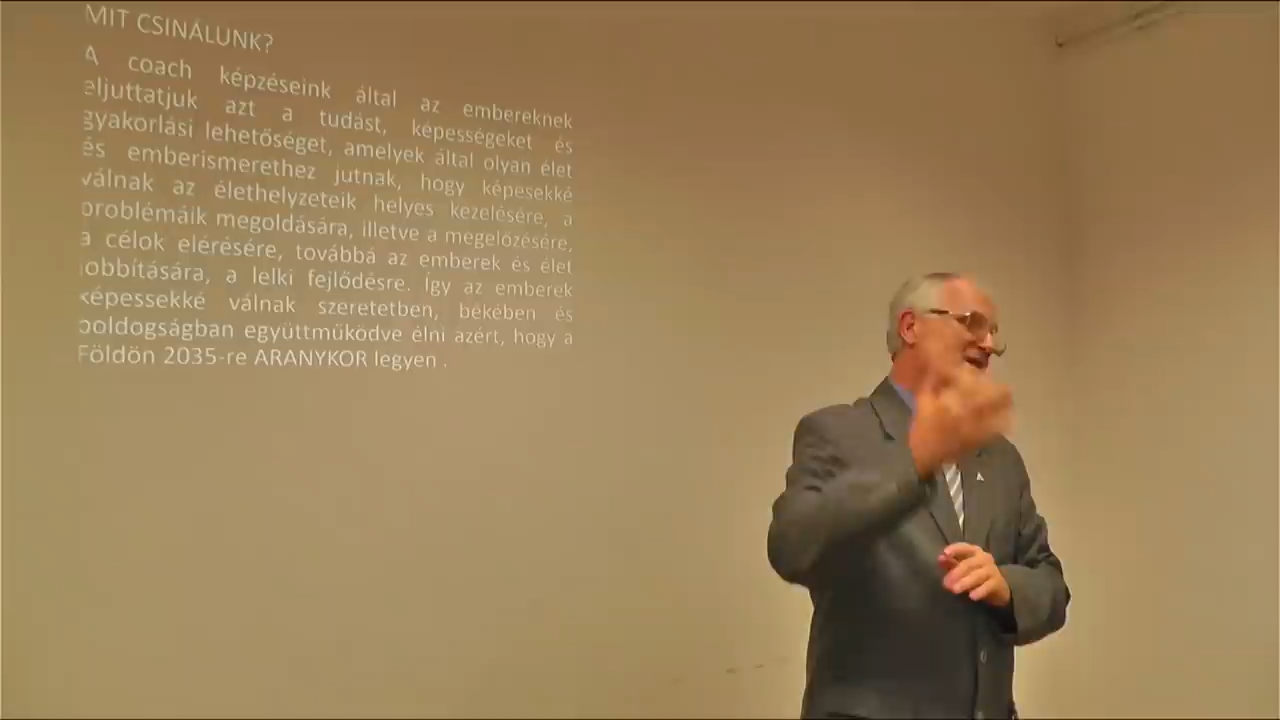 MIT CSINÁLUNK?
A coach képzéseink által az embereknek
eljuttatjuk azt a tudást, képességeket és
gyakorlási lehetőséget, amelyek által olyan élet
és emberismerethez jutnak, hogy képesekké
válnak az élethelyzeteik helyes kezelésére, a
problémáik megoldására, illetve a megelőzésére,
a célok elérésére, továbbá az emberek és élet
jobbítására, a lelki fejlődésre. Így az emberek
képessekké válnak szeretetben, békében és
boldogságban együttműködve élni azért, hogy a
Földön 2035-re ARANYKOR legyen .